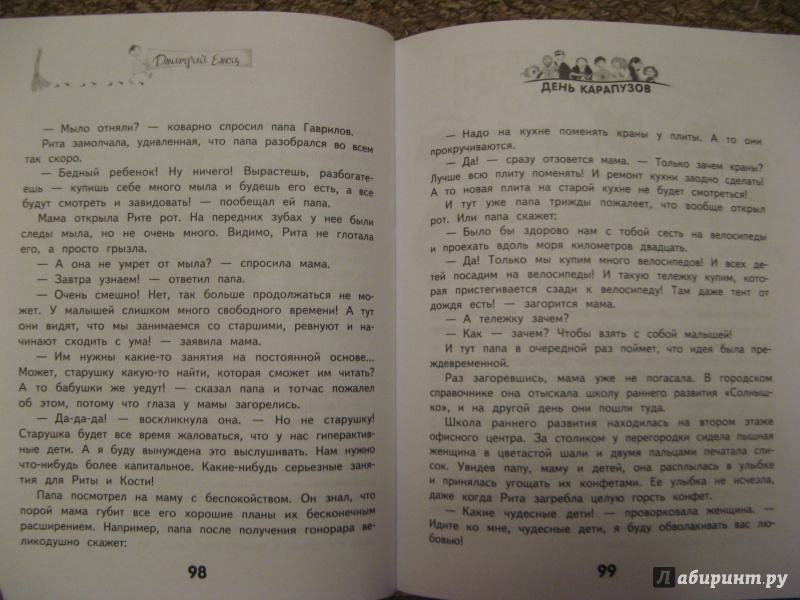 Дмитрий Емец
— Мыло отняли? — коварно спросил папа Гаврилов.
Рита замолчала, удивленная, что папа разобрался во всем
так скоро.
— Бедный ребенок! Ну ничего! Вырастешь, разбогате-
ешь — купишь себе много мыла и будешь его есть, а все
будут смотреть и завидовать! — пообещал ей папа.
Мама открыла Рите рот. На передних зубах у нее были
следы мыла, но не очень много. Видимо, Рита не глотала
его, а просто грызла.
— А она не умрет от мыла? — спросила мама.
— Завтра узнаем! — ответил папа.
— Очень смешно! Нет, так больше продолжаться не мо-
жет. У малышей слишком много свободного времени! А тут
они видят, что мы занимаемся со старшими, ревнуют и на-
чинают сходить с ума! — заявила мама.
— Им нужны какие-то занятия на постоянной основе...
Может, старушку какую-то найти, которая сможет им читать?
А то бабушки же уедут! — сказал папа и тотчас пожалел
об этом, потому что глаза у мамы загорелись.
— Да-да-да! — воскликнула она. — Но не старушку!
Старушка будет все время жаловаться, что у нас гиперактив-
ные дети. А я буду вынуждена это выслушивать. Нам нужно
что-нибудь более капитальное. Какие-нибудь серьезные заня-
тия для Риты и Кости!
Папа посмотрел на маму с беспокойством. Он знал, что
порой мама губит все его хорошие планы их бесконечным
расширением. Например, папа после получения гонорара ве-
ликодушно скажет:
98
ДЕНЬ КАРАПУЗОВ
— Надо на кухне поменять краны у плиты. А то они
прокручиваются.
— Да! — сразу отзовется мама. — Только зачем краны?
Лучше всю плиту поменять! И ремонт кухни заодно сделать!
А то новая плита на старой кухне не будет смотреться!
И тут уже папа трижды пожалеет, что вообще открыл
рот. Или папа скажет:
— Было бы здорово нам с тобой сесть на велосипеды
и проехать вдоль моря километров двадцать.
— Да! Только мы купим много велосипедов! И всех де-
тей посадим на велосипеды! И такую тележку купим, кото-
рая пристегивается сзади к велосипеду! Там даже тент от
дождя есть! — загорится мама.
— А тележку зачем?
— Как — зачем? Чтобы взять с собой малышей!
И тут папа в очередной раз поймет, что идея была пре-
ждевременной.
Раз загоревшись, мама уже не погасала. В городском
справочнике она отыскала школу раннего развития «Солныш-
ко», и на другой день они пошли туда.
Школа раннего развития находилась на втором этаже
офисного центра. За столиком у перегородки сидела пышная
женщина в цветастой шали и двумя пальцами печатала спи-
сок. Увидев папу, маму и детей, она расплылась в улыбке
и принялась угощать их конфетами. Ее улыбка не исчезла,
даже когда Рита загребла целую горсть конфет.
— Какие чудесные дети! — проворковала женщина. —
Идите ко мне, чудесные дети, я буду обволакивать вас лю-
бовью!
99
Лабиринт.ру